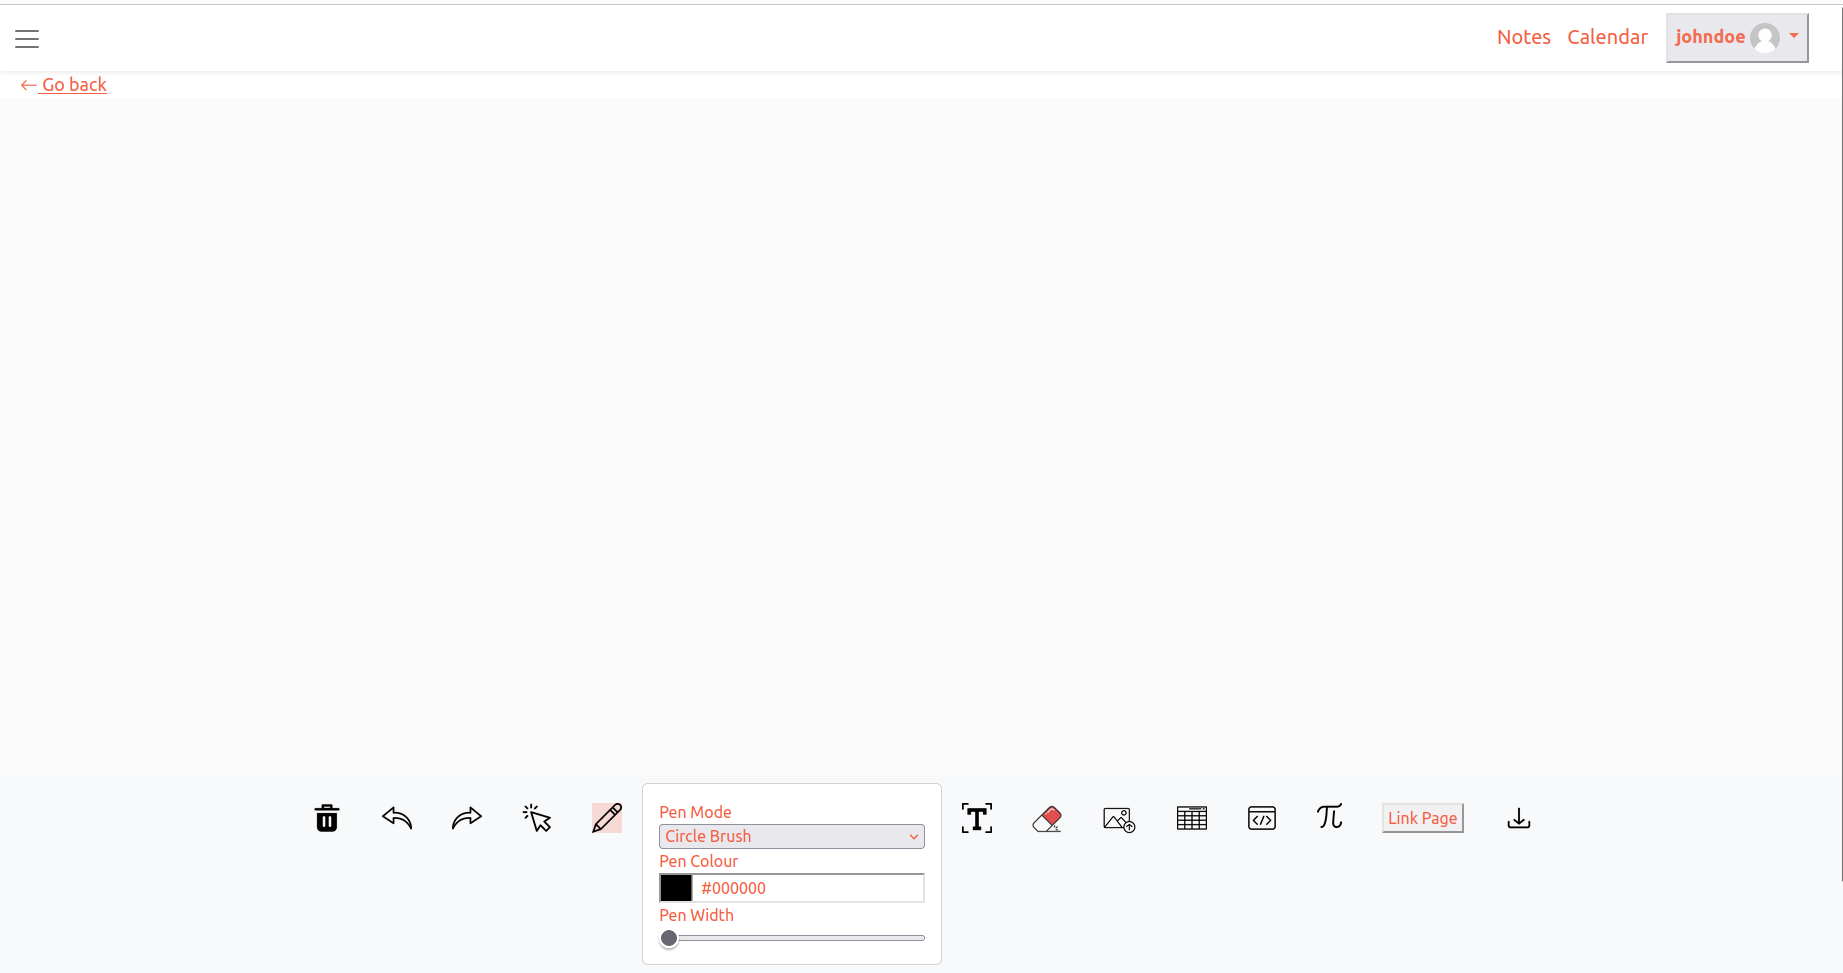 Notes Calendar johndoe
Go back
Pen Mode
Circle Brush
Pen Colour
#000000
Pen Width
T
</>
π
Link Page